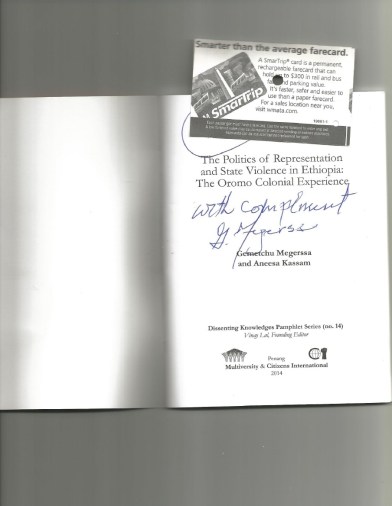 Smarter than the average farecard.
A SmarTrip® card is a permanent,
rechargeable farecard that can
hold up to $300 in rail and bus
and parking value.
It's faster, safer and easier to
use than a paper farecard.
For a sales location near you,
visit wmata.com.
SmarTrip
The Politics of Representation
and State Violence in Ethiopia:
The Oromo Colonial Experience
with compliment
G. Megerssa
Gemetchu Megerssa
and Aneesa Kassam
Dissenting Knowledges Pamphlet Series (no. 14)
Vinay Lal, Founding Editor
Penang
Multiversity & Citizens International
2014